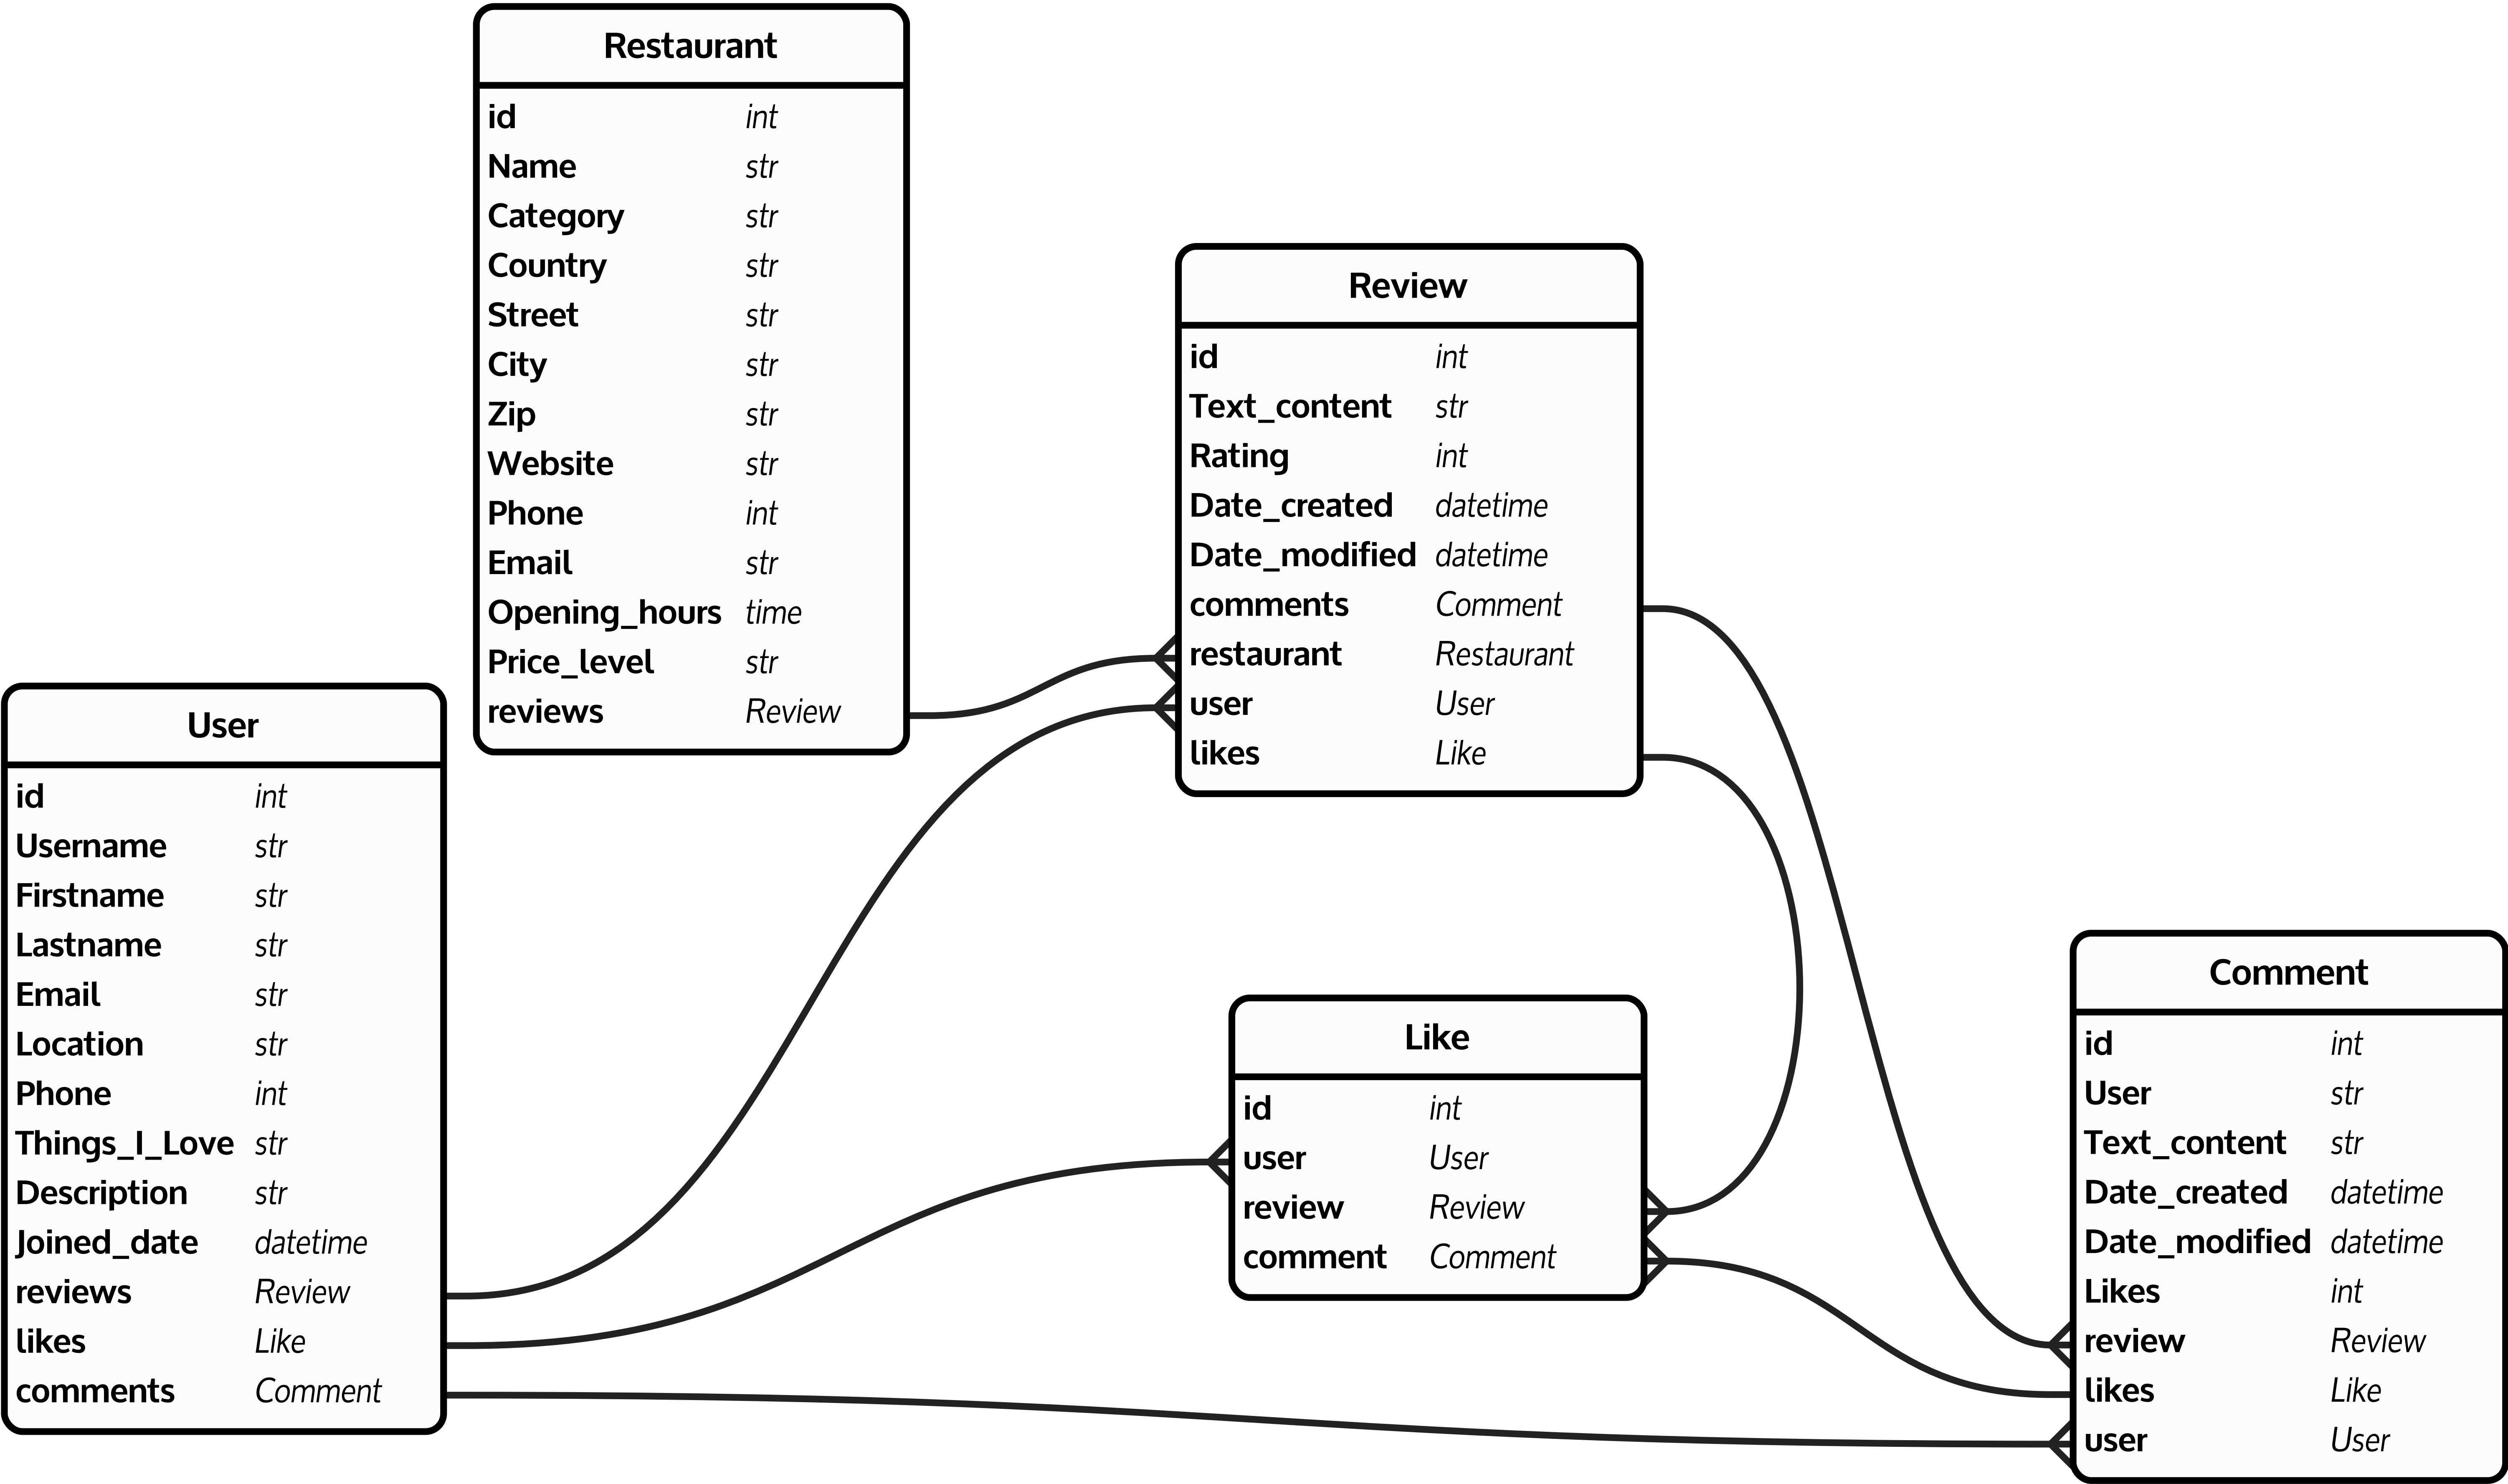 Restaurant
id int
Name str
Category str
Country str
Street str
City str
Zip str
Website str
Phone int
Email str
Opening_hours time
Price_level str
reviews Review
Review
id int
Text_content str
Rating int
Date_created datetime
Date_modified datetime
comments Comment
restaurant Restaurant
user User
likes Like
User
id int
Username str
Firstname str
Lastname str
Email str
Location str
Phone int
Things_I_Love str
Description str
Joined_date datetime
reviews Review
likes Like
comments Comment
Like
id int
user User
review Review
comment Comment
Comment
id int
User str
Text_content str
Date_created datetime
Date_modified datetime
Likes int
review Review
likes Like
user User